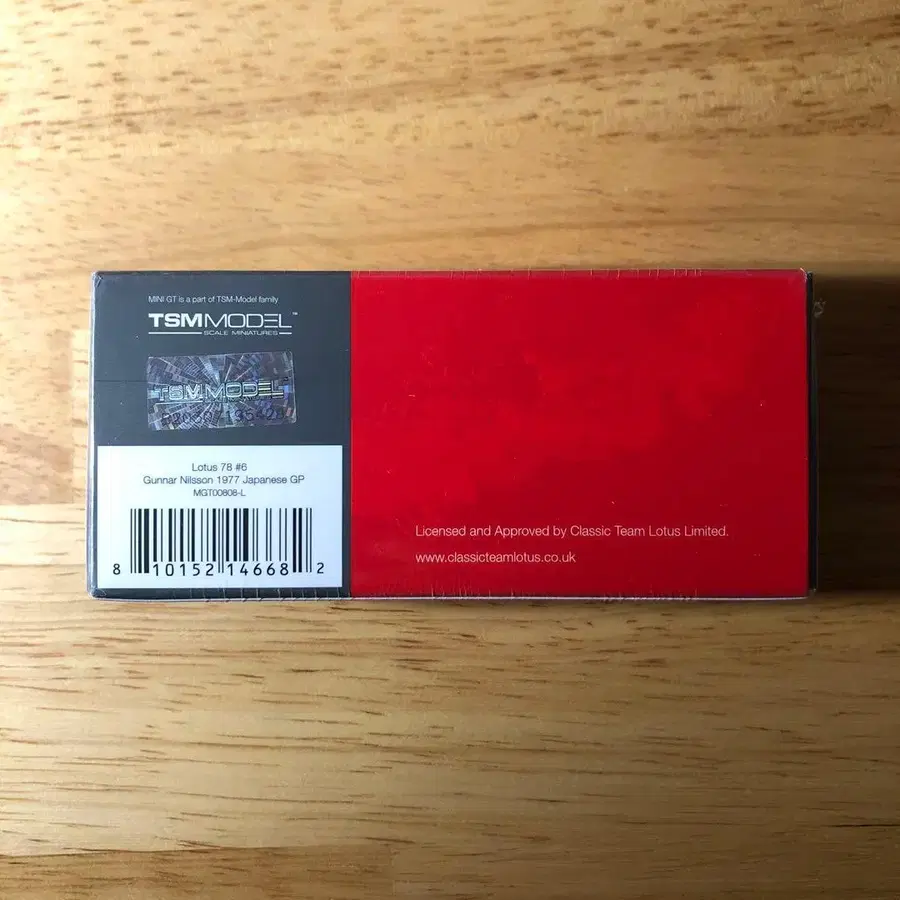 MINI GT is a part of TSM-Model family
TSMMODEL™
SCALE MINIATURES
TSMMODEL
Lotus 78 #6
Gunnar Nilsson 1977 Japanese GP
MGT00808-L
8 10152 14668 2
Licensed and Approved by Classic Team Lotus Limited.
www.classicteamlotus.co.uk